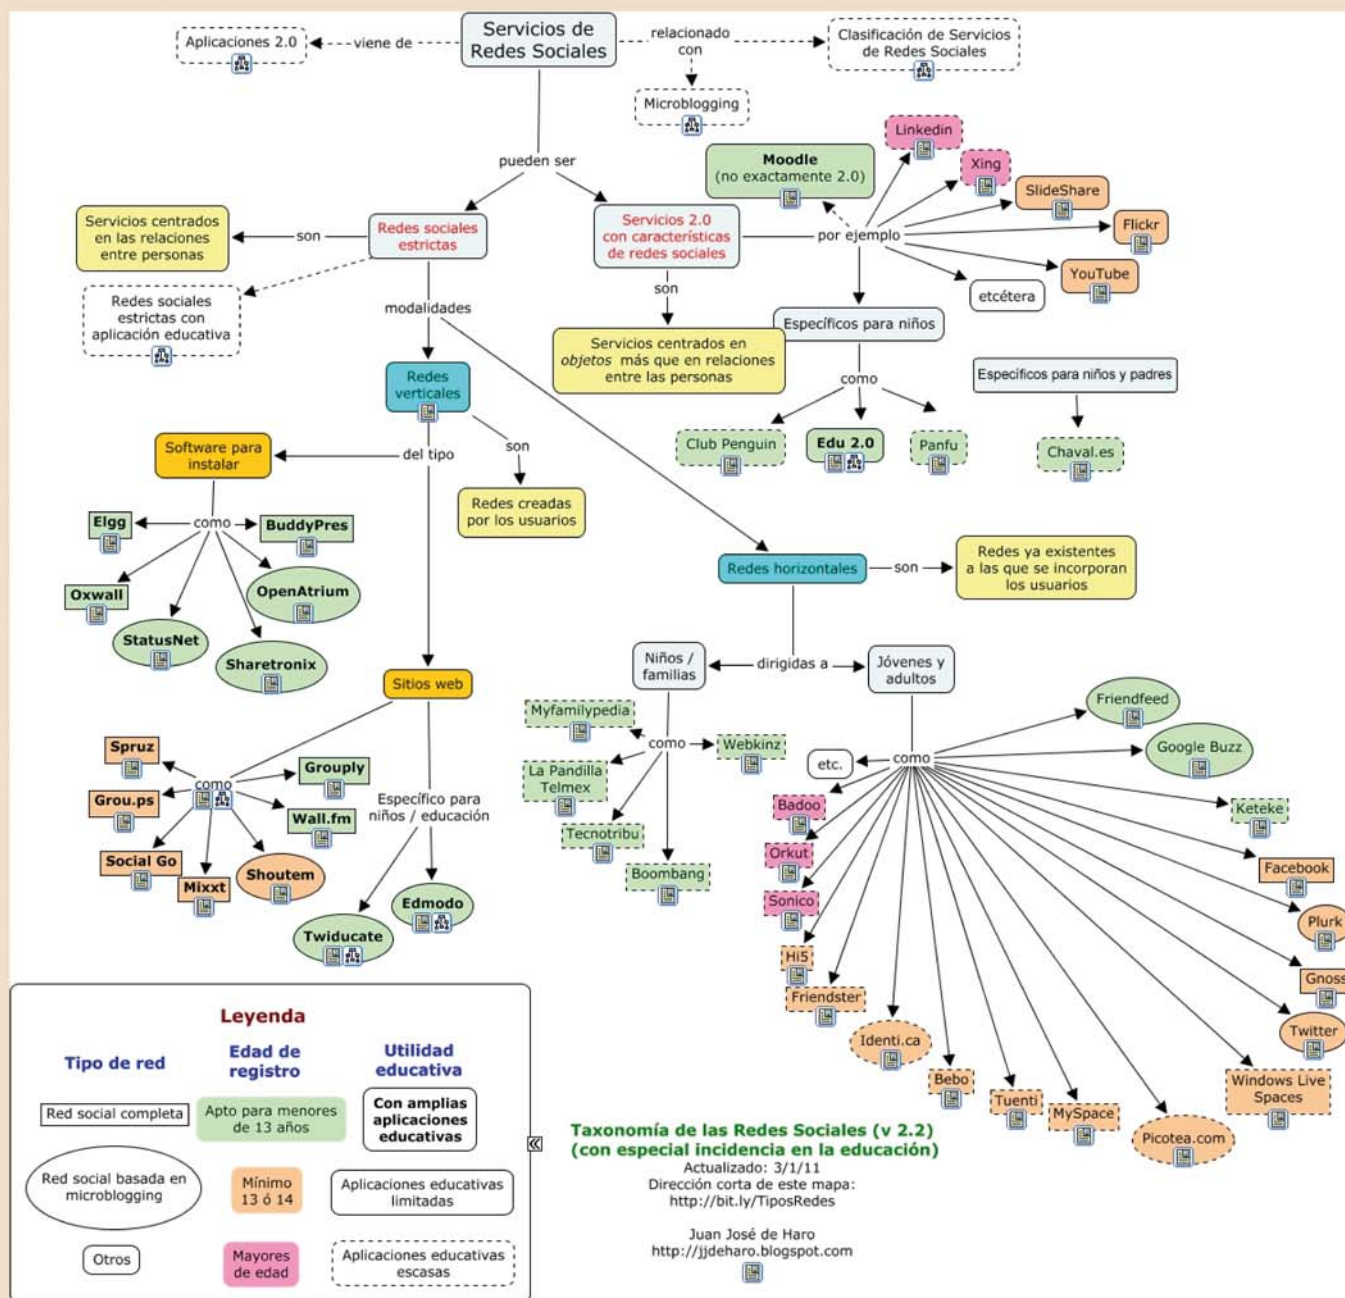 Servicios de
Redes Sociales
Aplicaciones 2.0
viene de
relacionado
con
Clasificación de Servicios
de Redes Sociales
Microblogging
pueden ser
Linkedin
Moodle
(no exactamente 2.0)
Xing
SlideShare
Servicios centrados
en las relaciones
entre personas
son
Redes sociales
estrictas
Servicios 2.0
con características
de redes sociales
por ejemplo
Flickr
YouTube
etcétera
Redes sociales
estrictas con
aplicación educativa
modalidades
son
Específicos para niños
Servicios centrados en
objetos más que en relaciones
entre las personas
Redes
verticales
como
Específicos para niños y padres
Club Penguin
Edu 2.0
Panfu
Chaval.es
Software para
instalar
del tipo
son
Redes creadas
por los usuarios
Elgg
como
BuddyPres
Oxwall
OpenAtrium
StatusNet
Sharetronix
Redes horizontales
son
Redes ya existentes
a las que se incorporan
los usuarios
Niños /
familias
dirigidas a
Jóvenes y
adultos
Sitios web
Myfamilypedia
como
Webkinz
La Pandilla
Telmex
Tecnotribu
Boombang
Friendfeed
Google Buzz
etc.
como
Badoo
Keteke
Orkut
Facebook
Sonico
Plurk
Hi5
Gnoss
Friendster
Twitter
Identi.ca
Bebo
Tuenti
MySpace
Picotea.com
Windows Live
Spaces
Spruz
como
Grouply
Grou.ps
Wall.fm
Social Go
Mixxt
Shoutem
Específico para
niños / educación
Edmodo
Twiducate
Leyenda
Tipo de red
Edad de
registro
Utilidad
educativa
Red social completa
Apto para menores
de 13 años
Con amplias
aplicaciones
educativas
Red social basada en
microblogging
Mínimo
13 ó 14
Aplicaciones educativas
limitadas
Otros
Mayores
de edad
Aplicaciones educativas
escasas
Taxonomía de las Redes Sociales (v 2.2)
(con especial incidencia en la educación)
Actualizado: 3/1/11
Dirección corta de este mapa:
http://bit.ly/TiposRedes
Juan José de Haro
http://jjdeharo.blogspot.com